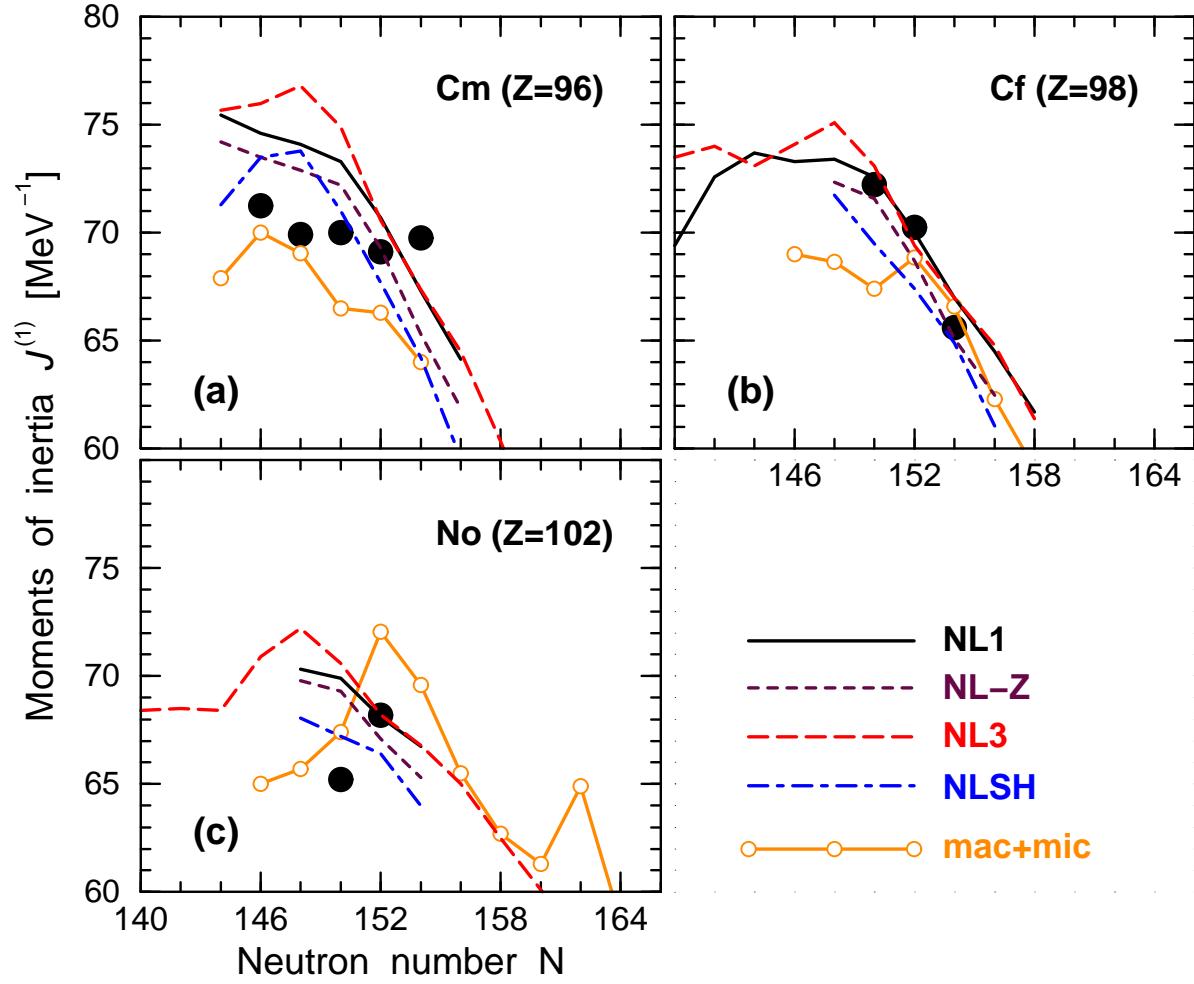 80
75
70
65
60
Cm (Z=96)
(a)
Cf (Z=98)
(b)
146 152 158 164
75
70
65
60
No (Z=102)
(c)
140 146 152 158 164
Neutron number N
Moments of inertia J(1) [MeV−1]
NL1
NL−Z
NL3
NLSH
mac+mic